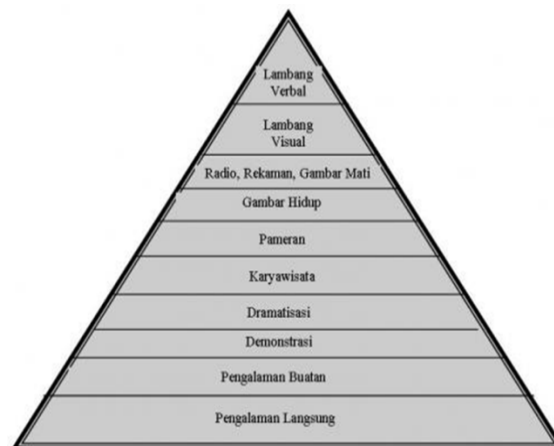 Lambang
Verbal
Lambang
Visual
Radio, Rekaman, Gambar Mati
Gambar Hidup
Pameran
Karyawisata
Dramatisasi
Demonstrasi
Pengalaman Buatan
Pengalaman Langsung